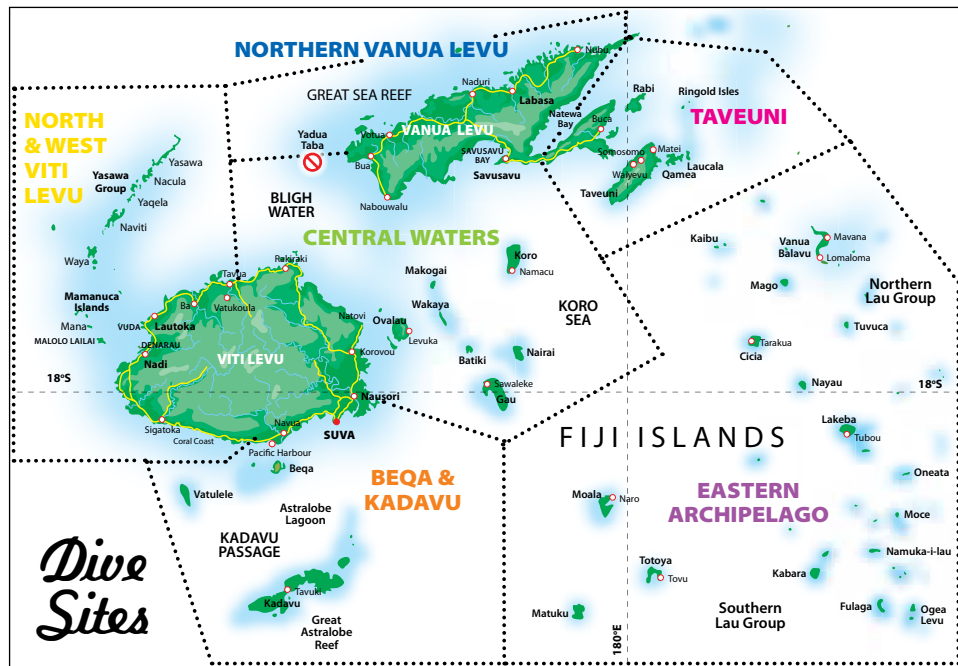 NORTHERN VANUA LEVU
Nubu
Naduri
GREAT SEA REEF
Labasa
Rabi
Ringold Isles
NORTH
& WEST
VITI
LEVU
TAVEUNI
Natewa
Bay
Buca
Yadua
Taba
Votua
VANUA LEVU
Yasawa
Yasawa
Group
Nacula
Bua
SAVUSAVU
BAY
Savusavu
Somosomo
Matei
Waiyevu
Laucala
Qamea
Taveuni
Yaqela
BLIGH
WATER
Nabouwalu
Naviti
CENTRAL WATERS
Waya
Koro
Namacu
Kaibu
Vanua
Balavu
Mavana
Lomaloma
Rakiraki
Tavua
Makogai
Mago
Northern
Lau Group
Mamanuca
Islands
Ba
Vatukoula
Wakaya
KORO
SEA
Mana
VUDA
Lautoka
Natovi
Ovalau
Levuka
Tuvuca
MALOLO LAILAI
DENARAU
Nadi
VITI LEVU
Korovou
Batiki
Nairai
Tarakua
Cicia
18ºS
Sawaleke
Gau
Nayau
18ºS
Nausori
Sigatoka
Coral Coast
Navua
SUVA
Pacific Harbour
Beqa
FIJI ISLANDS
Lakeba
Tubou
BEQA &
KADAVU
Vatulele
Oneata
Moala
Naro
EASTERN
ARCHIPELAGO
Astralobe
Lagoon
Moce
KADAVU
PASSAGE
Namuka-i-lau
Dive
Sites
Totoya
Tovu
Kabara
Tavuki
Kadavu
Matuku
Great
Astralobe
Reef
Southern
Lau Group
Fulaga
Ogea
Levu
180ºE